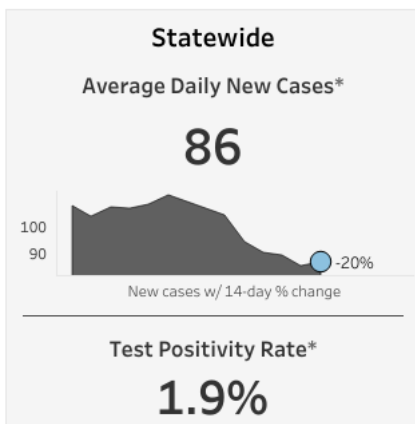 Statewide
Average Daily New Cases*
86
100
90
-20%
New cases w/ 14-day % change
Test Positivity Rate*
1.9%